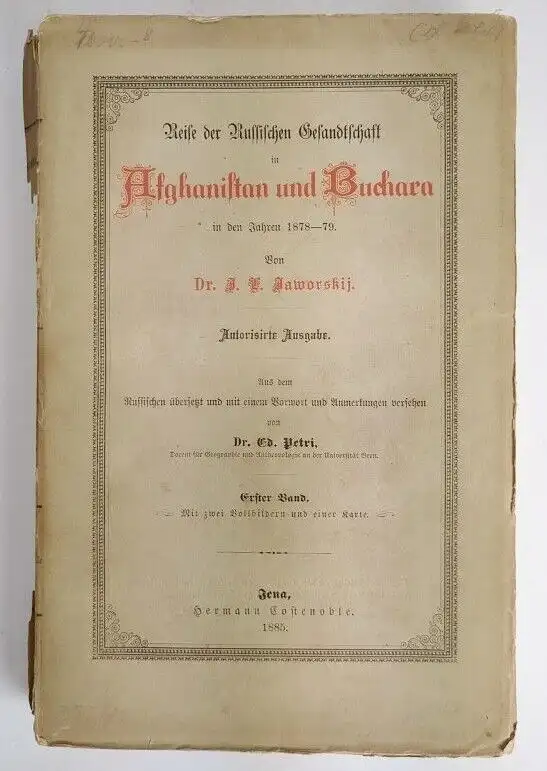 Reise der Russischen Gesandtschaft
in
Afghanistan und Buchara
in den Jahren 1878—79.
Von
Dr. J. L. Jaworskij.
Autorisirte Ausgabe.
Aus dem
Russischen übersetzt und mit einem Vorwort und Anmerkungen versehen
von
Dr. Ed. Petri,
Docent für Geographie und Anthropologie an der Universität Bern.
Erster Band.
Mit zwei Vollbildern und einer Karte.
Jena,
Hermann Costenoble.
1885.